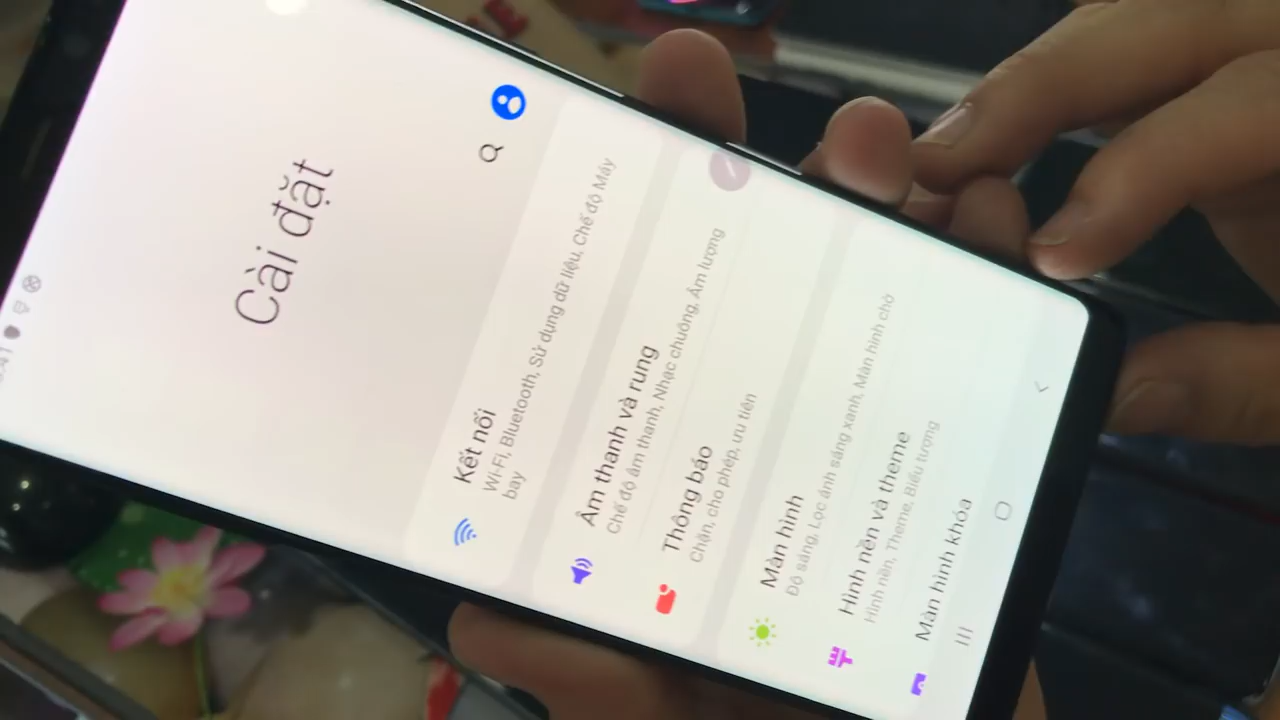 Cài đặt
Kết nối
Wi-Fi, Bluetooth, Sử dụng dữ liệu, Chế độ Máy
bay
Âm thanh và rung
Chế độ âm thanh, Nhạc chuông, Âm lượng
Thông báo
Chặn, cho phép, ưu tiên
Màn hình
Độ sáng, Lọc ánh sáng xanh, Màn hình chờ
Hình nền và theme
Hình nền, Theme, Biểu tượng
Màn hình khóa